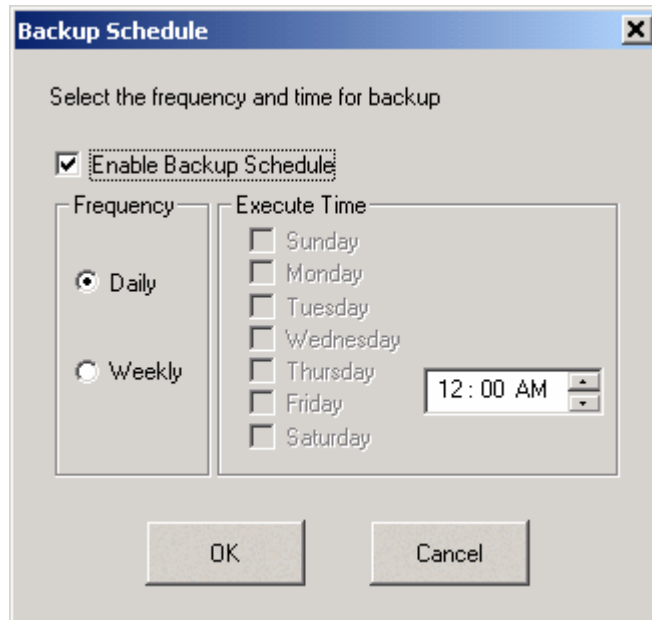 Backup Schedule
Select the frequency and time for backup
Enable Backup Schedule
Frequency
Daily
Weekly
Execute Time
Sunday
Monday
Tuesday
Wednesday
Thursday
Friday
Saturday
12 : 00 AM
OK
Cancel